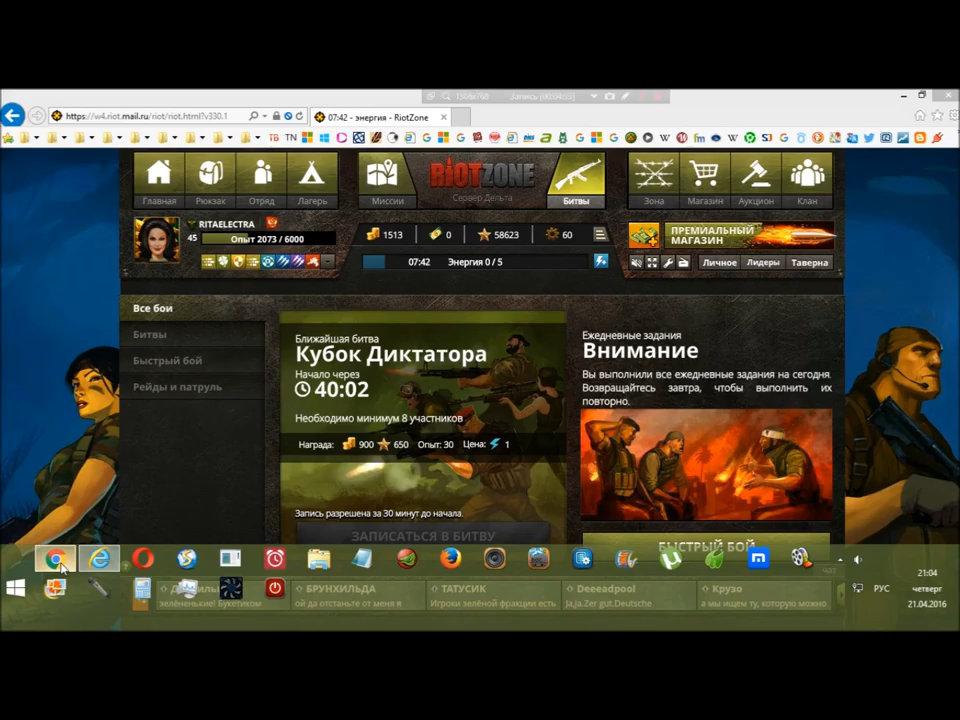 1366x768 Запись (00:04:55)
https://w4.riot.mail.ru/riot/riot.html?v330.1
07:42 - энергия - RiotZone
Главная Рюкзак Отряд Лагерь
Миссии
RIOTZONE
Сервер Дельта
Битвы
Зона Магазин Аукцион Клан
RITAELECTRA
45 Опыт 2073 / 6000
1513 0 58623 60
07:42 Энергия 0 / 5
ПРЕМИАЛЬНЫЙ
МАГАЗИН
Личное Лидеры Таверна
Все бои
Битвы
Быстрый бой
Рейды и патруль
Ближайшая битва
Кубок Диктатора
Начало через
40:02
Необходимо минимум 8 участников
Награда: 900 650 Опыт: 30 Цена: 1
Запись разрешена за 30 минут до начала.
ЗАПИСАТЬСЯ В БИТВУ
Ежедневные задания
Внимание
Вы выполнили все ежедневные задания на сегодня.
Возвращайтесь завтра, чтобы выполнить их
повторно.
БЫСТРЫЙ БОЙ
ЧАТ
БРУНХИЛЬДА ТАТУСИК Deeeadpool Крузо
зелёненькие! Букетиком ой да отстаньте от меня я Игроки зелёной фракции есть Ja,Ja.Zer gut.Deutsche а мы ищем ту, которую можно
РУС
21:04
четверг
21.04.2016